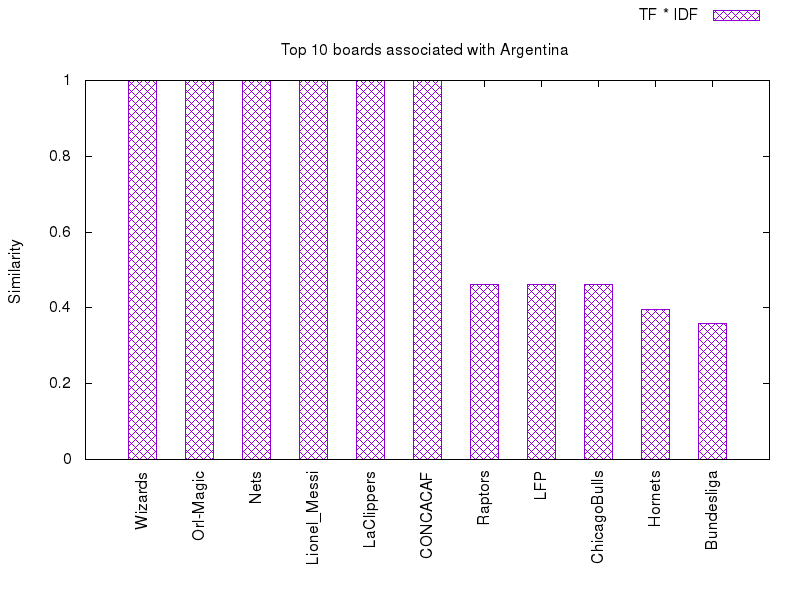 TF * IDF
Top 10 boards associated with Argentina
Similarity
1
0.8
0.6
0.4
0.2
0
Wizards
Orl-Magic
Nets
Lionel_Messi
LaClippers
CONCACAF
Raptors
LFP
ChicagoBulls
Hornets
Bundesliga